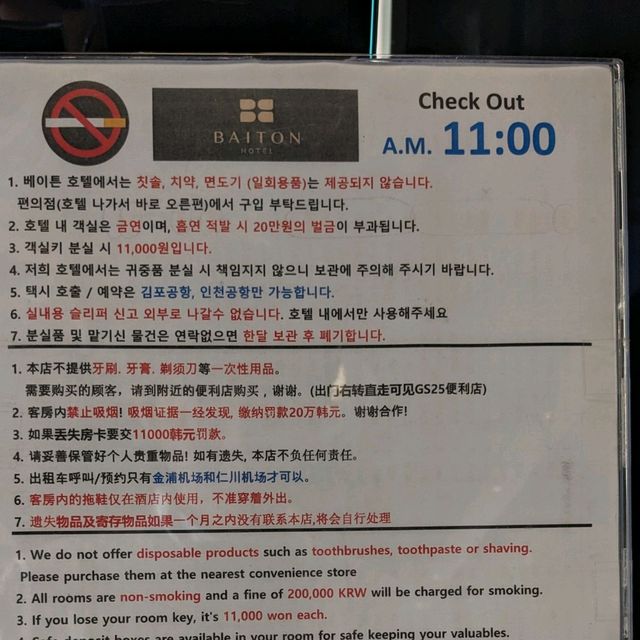 BAITON
HOTEL
Check Out
A.M. 11:00
1. 베이튼 호텔에서는 칫솔, 치약, 면도기 (일회용품)는 제공되지 않습니다.
편의점(호텔 나가서 바로 오른편)에서 구입 부탁드립니다.
2. 호텔 내 객실은 금연이며, 흡연 적발 시 20만원의 벌금이 부과됩니다.
3. 객실키 분실 시 11,000원입니다.
4. 저희 호텔에서는 귀중품 분실 시 책임지지 않으니 보관에 주의해 주시기 바랍니다.
5. 택시 호출 / 예약은 김포공항, 인천공항만 가능합니다.
6. 실내용 슬리퍼 신고 외부로 나갈수 없습니다. 호텔 내에서만 사용해주세요
7. 분실품 및 맡기신 물건은 연락없으면 한달 보관 후 폐기합니다.
1. 本店不提供牙刷. 牙膏. 剃须刀等一次性用品。
需要购买的顾客，请到附近的便利店购买，谢谢。(出门右转直走可见GS25便利店)
2. 客房内禁止吸烟! 吸烟证据一经发现, 缴纳罚款20万韩元。谢谢合作!
3. 如果丢失房卡要交11000韩元罚款。
4. 请妥善保管好个人贵重物品! 如有遗失, 本店不负任何责任。
5. 出租车呼叫/预约只有金浦机场和仁川机场才可以。
6. 客房内的拖鞋仅在酒店内使用，不准穿着外出。
7. 遗失物品及寄存物品如果一个月之内没有联系本店,将会自行处理
1. We do not offer disposable products such as toothbrushes, toothpaste or shaving.
Please purchase them at the nearest convenience store
2. All rooms are non-smoking and a fine of 200,000 KRW will be charged for smoking.
3. If you lose your room key, it's 11,000 won each.
4. Safe deposit boxes are available in your room for safe keeping your valuables.